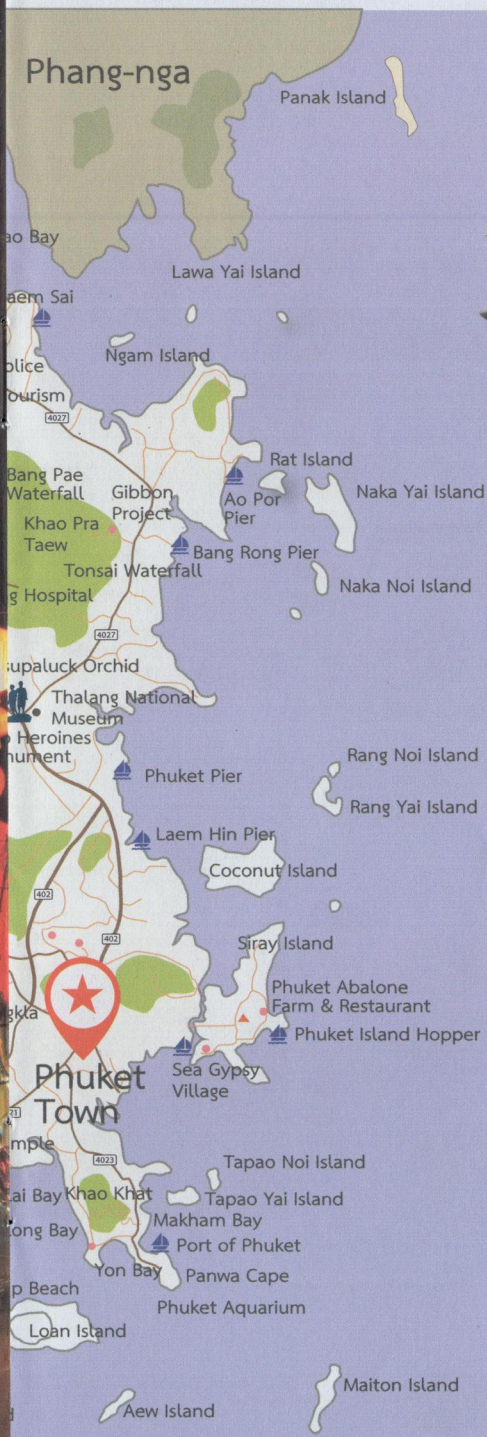 Phang-nga
Panak Island
ao Bay
Lawa Yai Island
aem Sai
Ngam Island
olice
ourism
4027
Rat Island
Bang Pae
Waterfall
Gibbon
Project
Ao Por
Pier
Naka Yai Island
Khao Pra
Taew
Bang Rong Pier
Tonsai Waterfall
Naka Noi Island
g Hospital
4027
supaluck Orchid
Thalang National
Museum
Heroines
nument
Rang Noi Island
Phuket Pier
Rang Yai Island
Laem Hin Pier
Coconut Island
402
402
Siray Island
Phuket Abalone
Farm & Restaurant
gkla
Phuket Island Hopper
Phuket
Town
Sea Gypsy
Village
mple
4023
Tapao Noi Island
Khao Khat
Tapao Yai Island
Makham Bay
Port of Phuket
Yon Bay
Panwa Cape
p Beach
Phuket Aquarium
Loan Island
Maiton Island
Aew Island